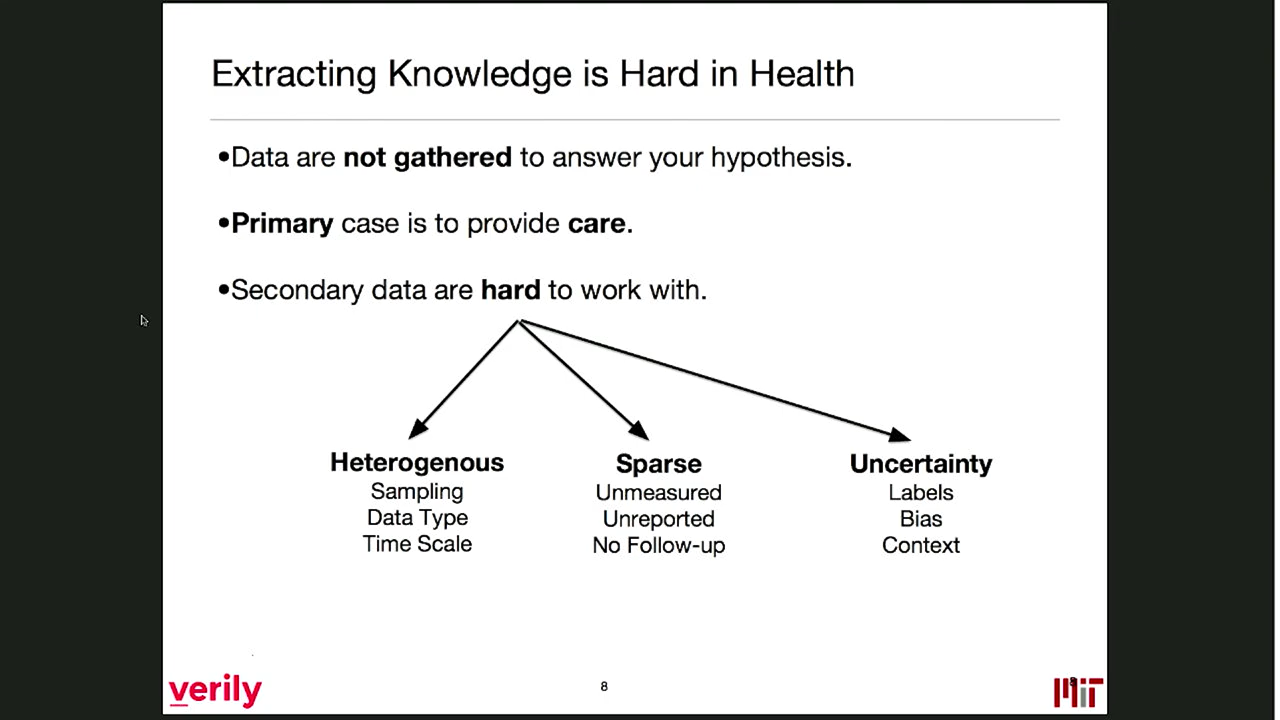 Extracting Knowledge is Hard in Health
•Data are not gathered to answer your hypothesis.
•Primary case is to provide care.
•Secondary data are hard to work with.
Heterogenous
Sampling
Data Type
Time Scale
Sparse
Unmeasured
Unreported
No Follow-up
Uncertainty
Labels
Bias
Context
verily
8
8
MIT